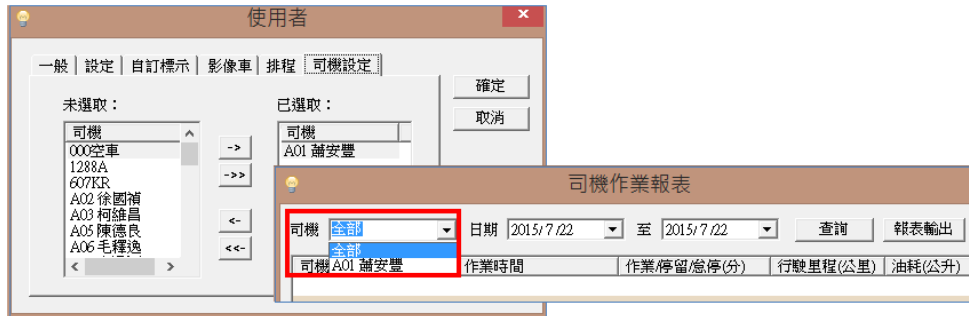 使用者
一般 設定 自訂標示 影像車 排程 司機設定
確定
取消
未選取：
已選取：
司機
000空車
1288A
607KR
A02 徐國禎
A03 柯維昌
A05 陳德良
A06 毛釋逸
->
->>
<-
<<-
司機
A01 蕭安豐
司機作業報表
司機 全部 日期 2015/7/22 至 2015/7/22 查詢 報表輸出
全部
A01 蕭安豐
司機 作業時間 作業/停留/怠停(分) 行駛里程(公里) 油耗(公升)